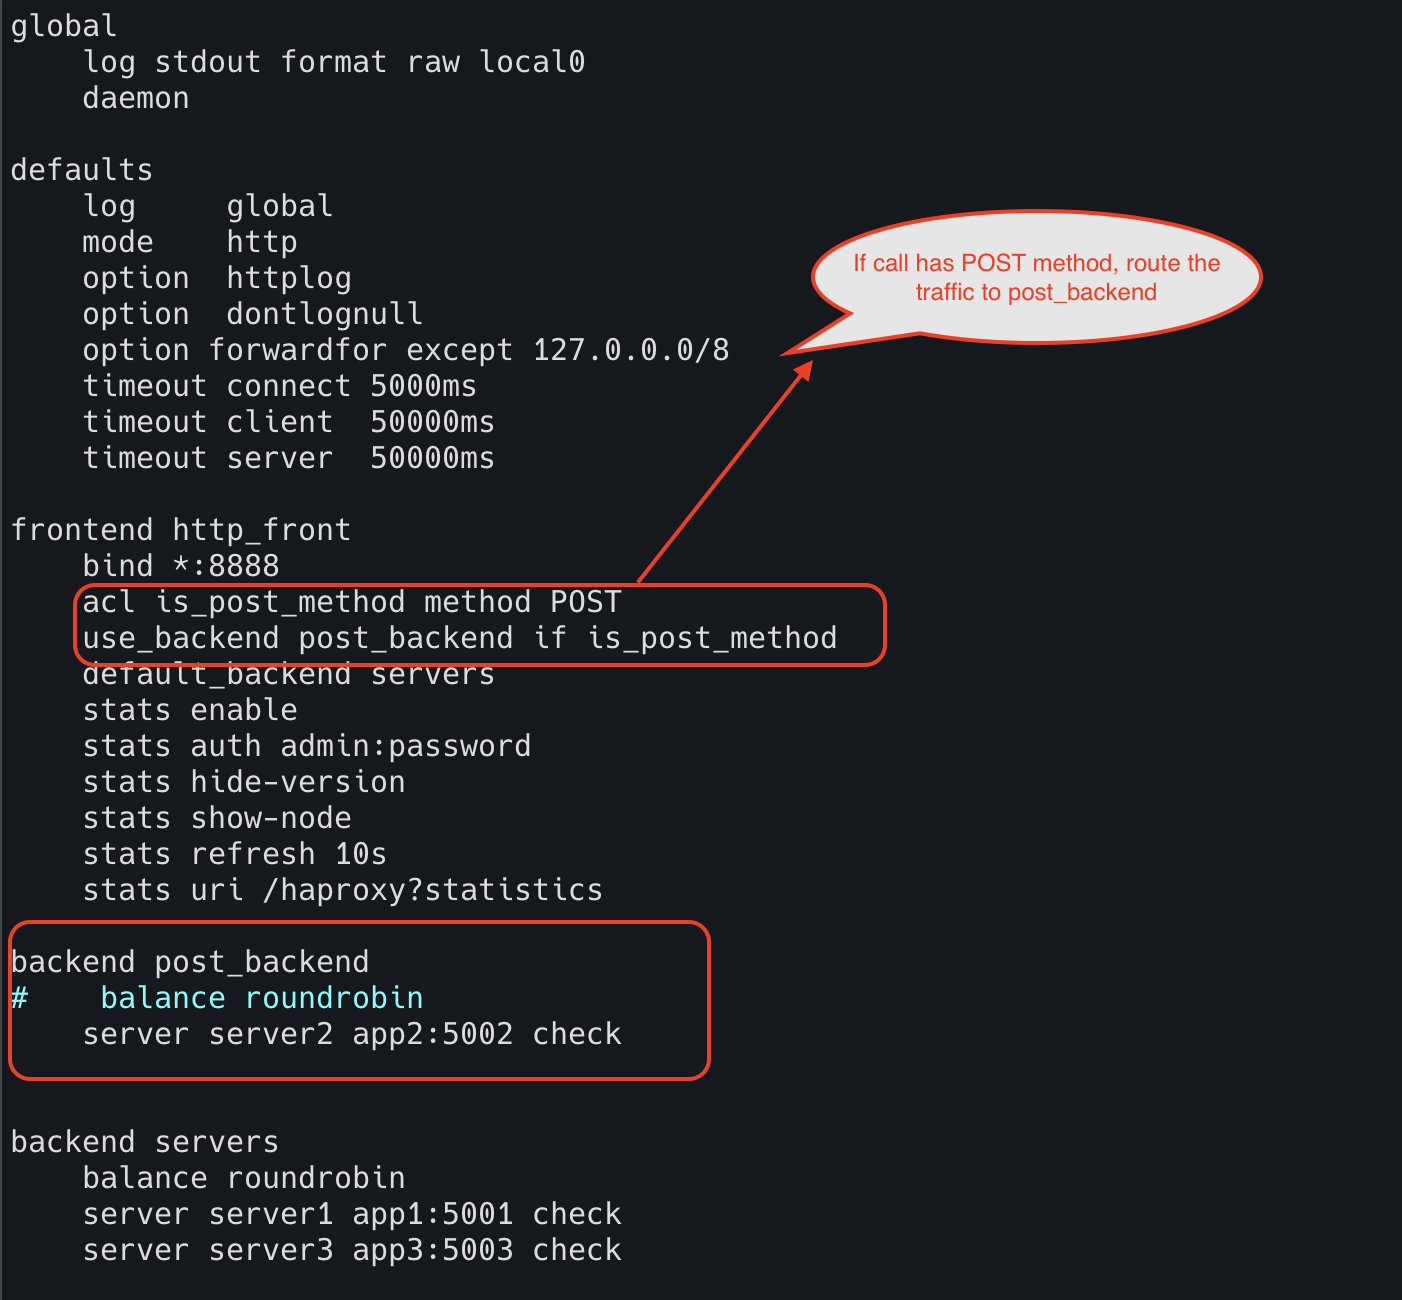 global
    log stdout format raw local0
    daemon

defaults
    log     global
    mode    http
    option  httplog
    option  dontlognull
    option forwardfor except 127.0.0.0/8
    timeout connect 5000ms
    timeout client  50000ms
    timeout server  50000ms

If call has POST method, route the
traffic to post_backend

frontend http_front
    bind *:8888
    acl is_post_method method POST
    use_backend post_backend if is_post_method
    default_backend servers
    stats enable
    stats auth admin:password
    stats hide-version
    stats show-node
    stats refresh 10s
    stats uri /haproxy?statistics

backend post_backend
#    balance roundrobin
    server server2 app2:5002 check

backend servers
    balance roundrobin
    server server1 app1:5001 check
    server server3 app3:5003 check